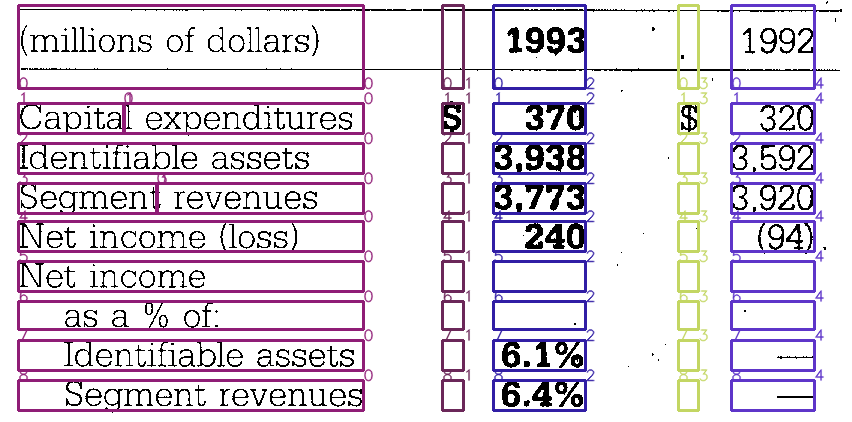 (millions of dollars) 1993 1992
Capital expenditures $ 370 $ 320
Identifiable assets 3,938 3,592
Segment revenues 3,773 3,920
Net income (loss) 240 (94)
Net income
as a % of:
Identifiable assets 6.1% —
Segment revenues 6.4% —